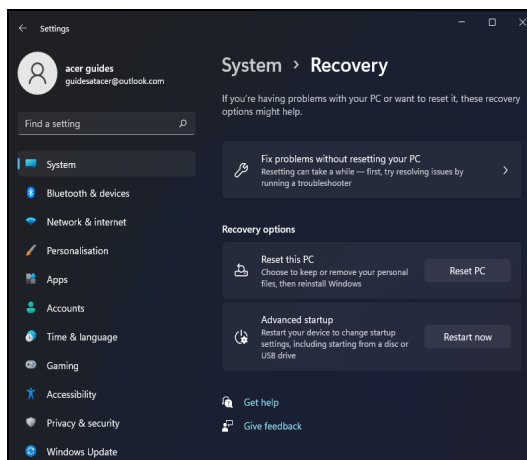 Settings
acer guides
guidesatacer@outlook.com
Find a setting
System
Bluetooth & devices
Network & internet
Personalisation
Apps
Accounts
Time & language
Gaming
Accessibility
Privacy & security
Windows Update
System > Recovery
If you're having problems with your PC or want to reset it, these recovery
options might help.
Fix problems without resetting your PC
Resetting can take a while — first, try resolving issues by
running a troubleshooter
Recovery options
Reset this PC
Choose to keep or remove your personal
files, then reinstall Windows
Reset PC
Advanced startup
Restart your device to change startup
settings, including starting from a disc or
USB drive
Restart now
Get help
Give feedback